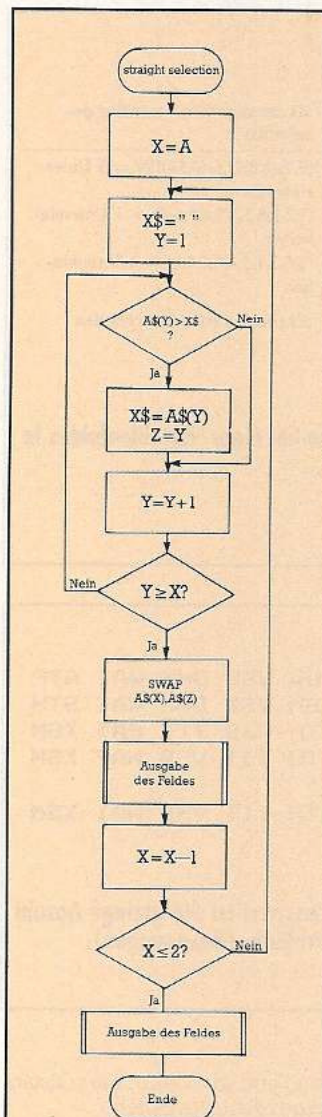 straight selection
X=A
X$=" "
Y=1
A$(Y)>X$
?
Nein
Ja
X$=A$(Y)
Z=Y
Y=Y+1
Y≥X?
Nein
Ja
SWAP
A$(X),A$(Z)
Ausgabe
des Feldes
X=X—1
X≤2?
Nein
Ja
Ausgabe des Feldes
Ende